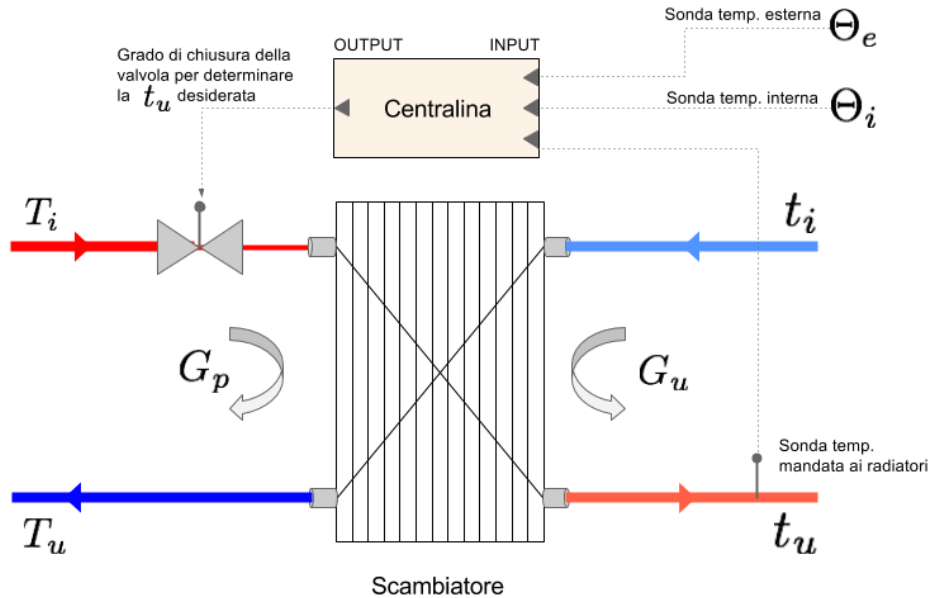 Sonda temp. esterna
Θe
OUTPUT
INPUT
Grado di chiusura della
valvola per determinare
la tu desiderata
Centralina
Sonda temp. interna
Θi
Ti
ti
Gp
Gu
Sonda temp.
mandata ai radiatori
Tu
tu
Scambiatore